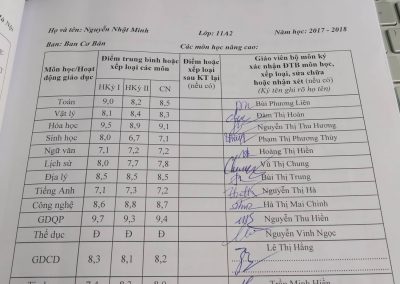 Họ và tên: Nguyễn Nhật Minh Lớp: 11A2 Năm học: 2017 - 2018
Ban: Ban Cơ Bản Các môn học nâng cao:
Môn học/Hoạt động giáo dục
Điểm trung bình hoặc xếp loại các môn
HKỳ I HKỳ II CN
Điểm hoặc xếp loại sau KT lại (nếu có)
Giáo viên bộ môn ký xác nhận ĐTB môn học, xếp loại, sửa chữa hoặc nhận xét (nếu có)
(Ký tên ghi rõ họ tên)
Toán 9,0 8,2 8,5 Bùi Phương Liên
Vật lý 8,1 8,4 8,3 Đàm Thị Hoàn
Hóa học 9,5 8,9 9,1 Nguyễn Thị Thu Hương
Sinh học 8,0 6,7 7,1 Phạm Thị Phương Thúy
Ngữ văn 7,1 7,2 7,2 Hoàng Thị Hiền
Lịch sử 8,0 7,7 7,8 Vũ Thị Chung
Địa lý 8,5 8,5 8,5 Bùi Thị Trung
Tiếng Anh 7,1 7,3 7,2 Nguyễn Thị Hà
Công nghệ 8,6 8,8 8,7 Hà Thị Mai Chinh
GDQP 9,7 9,3 9,4 Nguyễn Thu Hiền
Thể dục Đ Đ Đ Nguyễn Vinh Ngọc
GDCD 8,3 8,1 8,2 Lê Thị Hằng